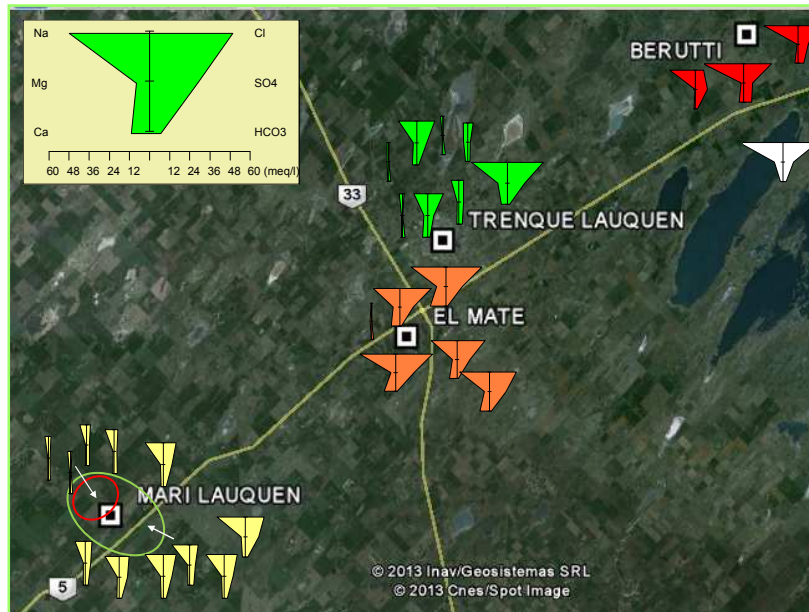 Na Cl
Mg SO4
Ca HCO3
60 48 36 24 12 12 24 36 48 60 (meq/l)
BERUTTI
33
TRENQUE LAUQUEN
EL MATE
MARI LAUQUEN
5
© 2013 Inav/Geosistemas SRL
© 2013 Cnes/Spot Image